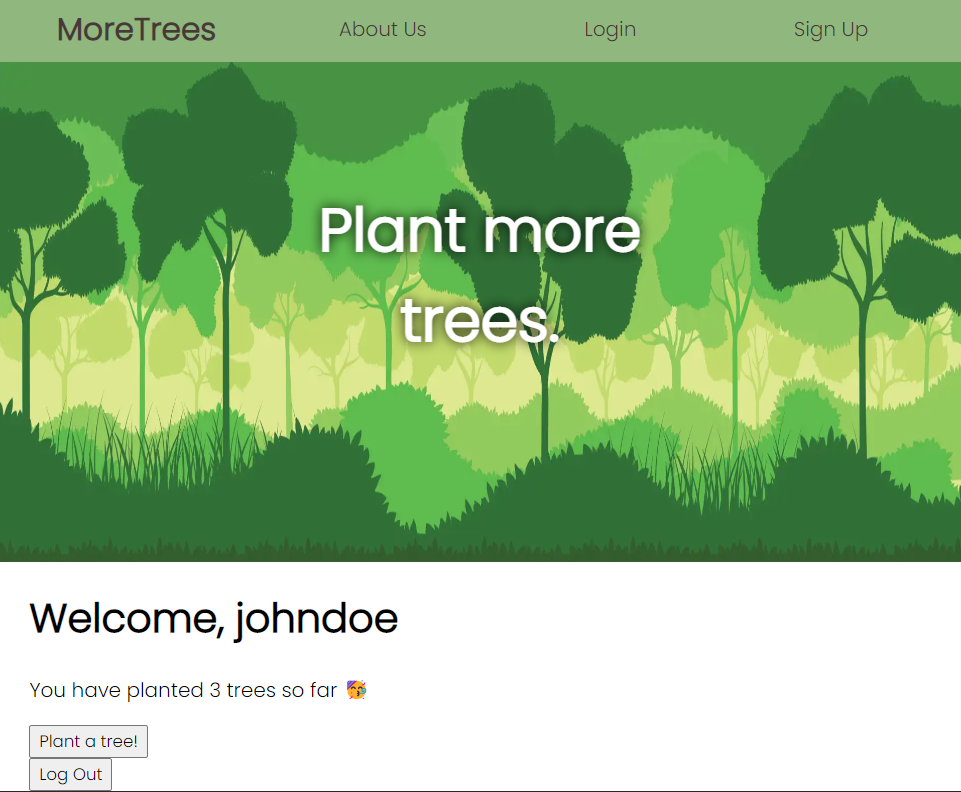 MoreTrees About Us Login Sign Up
Plant more
trees.
Welcome, johndoe
You have planted 3 trees so far 🥳
Plant a tree!
Log Out